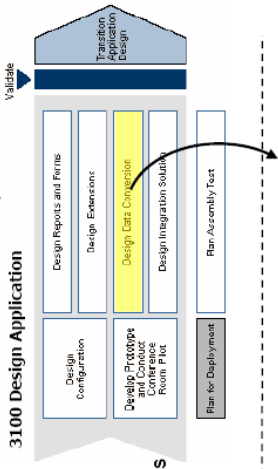 3100 Design Application
Validate
Design
Configuration
Develop Prototype
and Conduct
Conference
Room Pilot
Plan for Deployment
Design Reports and Forms
Design Extensions
Design Data Conversion
Design Integration Solution
Plan Assembly Test
Transition
Application
Design
S